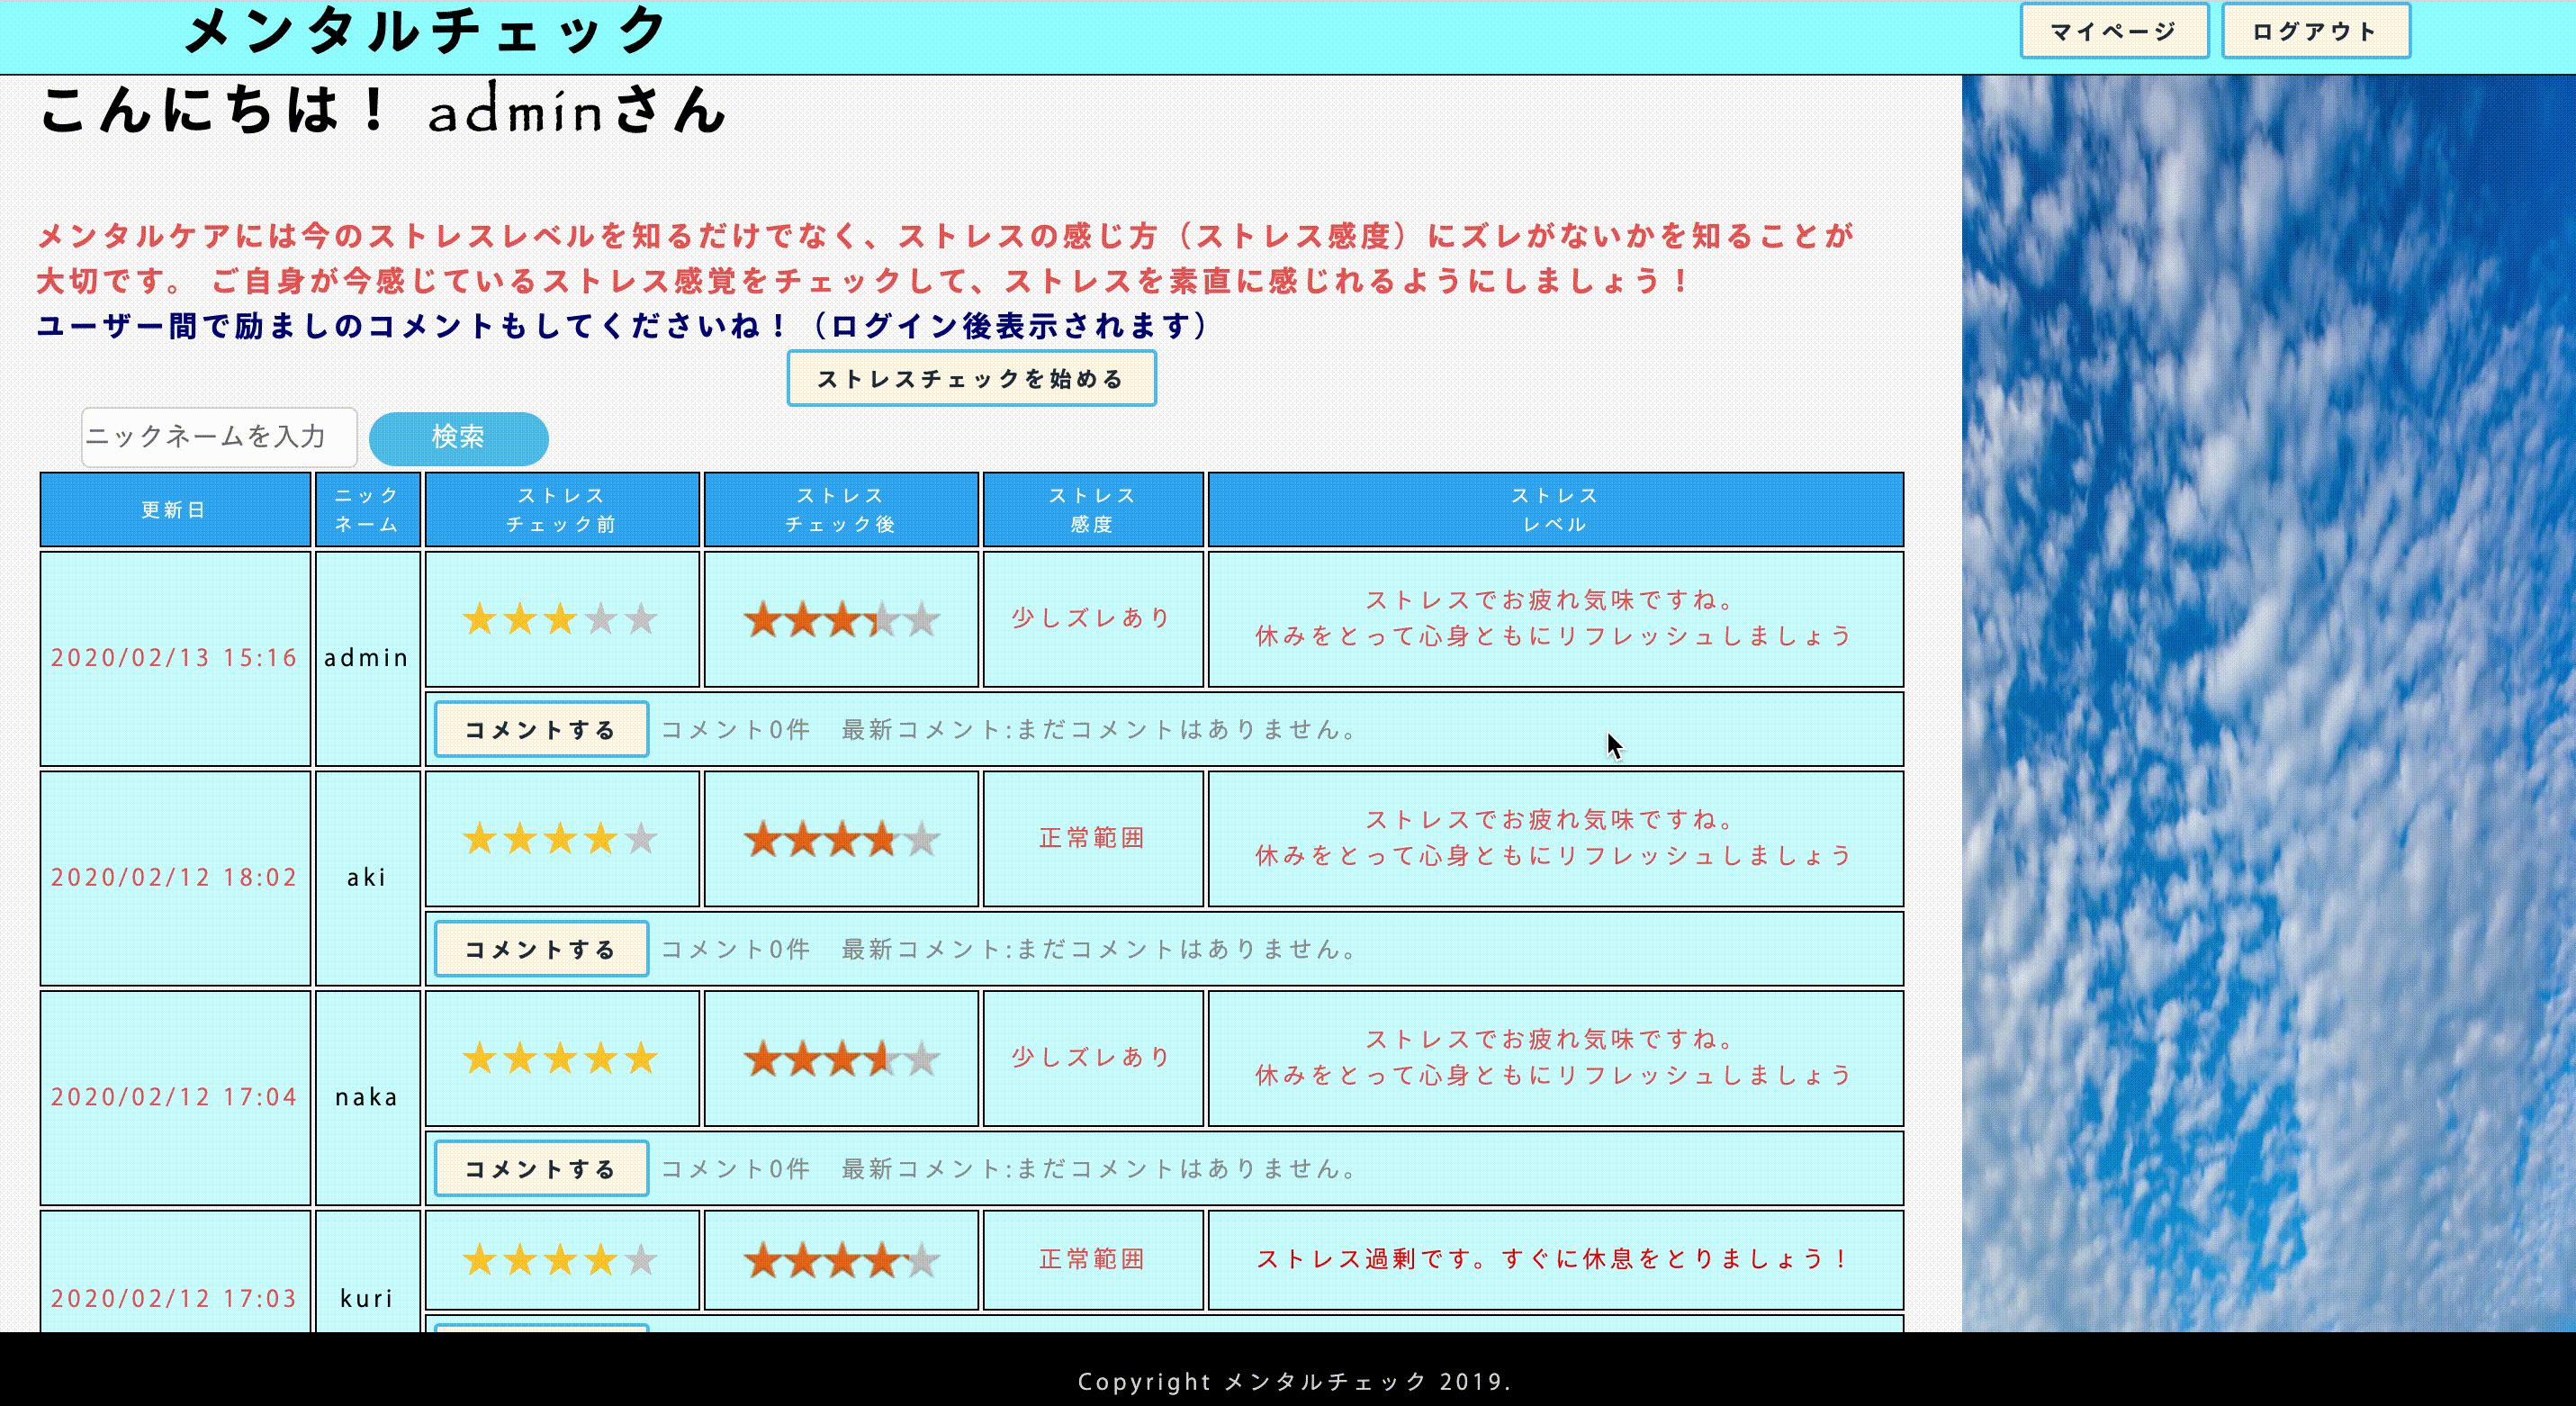 メンタルチェック
マイページ
ログアウト
こんにちは！ adminさん
メンタルケアには今のストレスレベルを知るだけでなく、ストレスの感じ方（ストレス感度）にズレがないかを知ることが
大切です。 ご自身が今感じているストレス感覚をチェックして、ストレスを素直に感じれるようにしましょう！
ユーザー間で励ましのコメントもしてくださいね！（ログイン後表示されます）
ストレスチェックを始める
ニックネームを入力
検索
更新日
ニック
ネーム
ストレス
チェック前
ストレス
チェック後
ストレス
感度
ストレス
レベル
2020/02/13 15:16
admin
少しズレあり
ストレスでお疲れ気味ですね。
休みをとって心身ともにリフレッシュしましょう
コメントする
コメント0件　最新コメント:まだコメントはありません。
2020/02/12 18:02
aki
正常範囲
ストレスでお疲れ気味ですね。
休みをとって心身ともにリフレッシュしましょう
コメントする
コメント0件　最新コメント:まだコメントはありません。
2020/02/12 17:04
naka
少しズレあり
ストレスでお疲れ気味ですね。
休みをとって心身ともにリフレッシュしましょう
コメントする
コメント0件　最新コメント:まだコメントはありません。
2020/02/12 17:03
kuri
正常範囲
ストレス過剰です。すぐに休息をとりましょう！
Copyright メンタルチェック 2019.